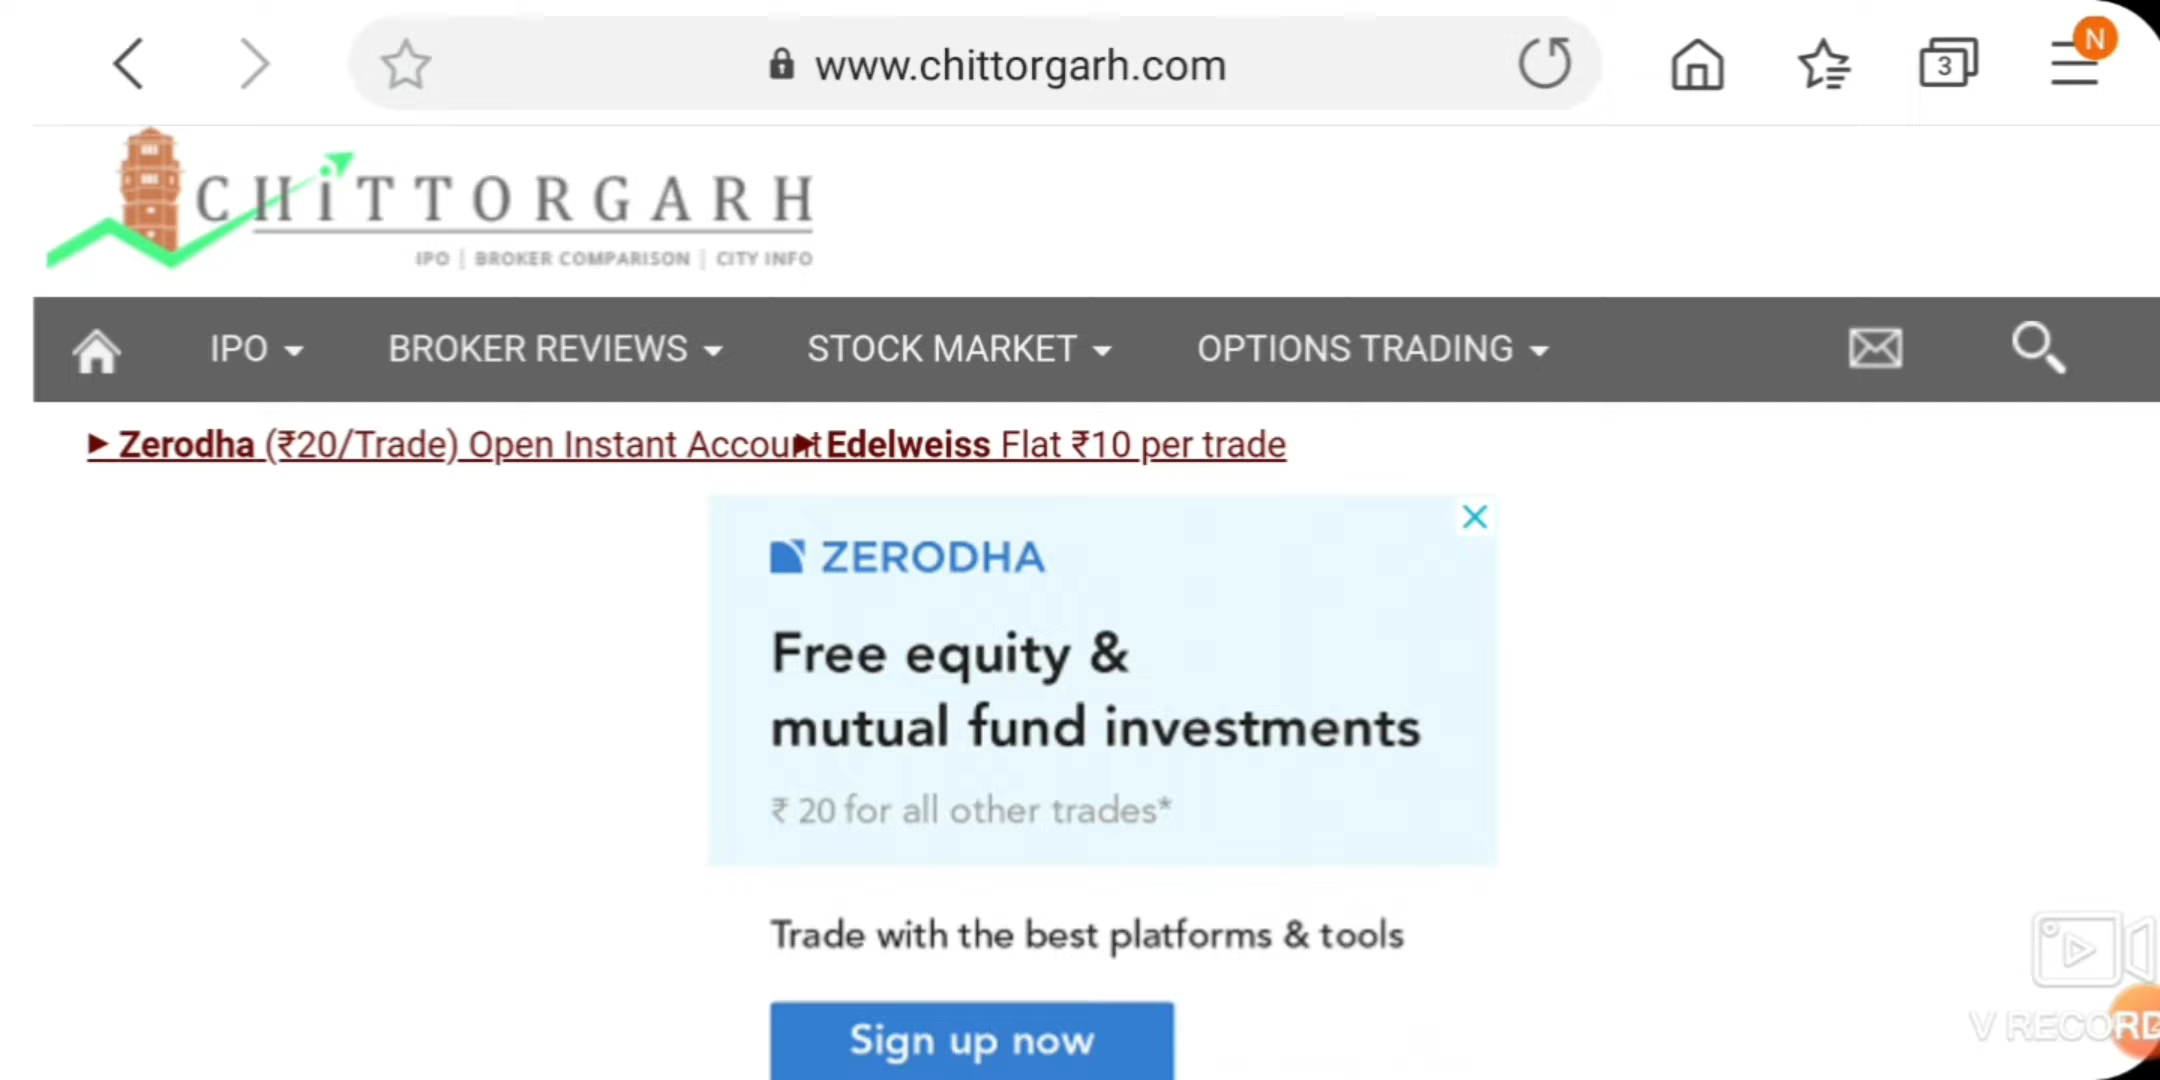 www.chittorgarh.com
3
N
CHiTTORGARH
IPO | BROKER COMPARISON | CITY INFO
IPO BROKER REVIEWS STOCK MARKET OPTIONS TRADING
Zerodha (₹20/Trade) Open Instant Account Edelweiss Flat ₹10 per trade
ZERODHA
Free equity &
mutual fund investments
₹ 20 for all other trades*
Trade with the best platforms & tools
Sign up now
V RECORD